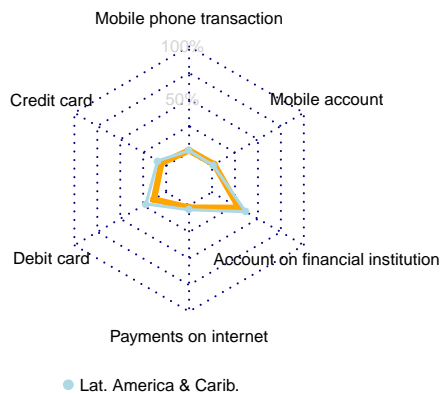 Mobile phone transaction
100%
50%
Credit card
Mobile account
Debit card
Account on financial institution
Payments on internet
Lat. America & Carib.